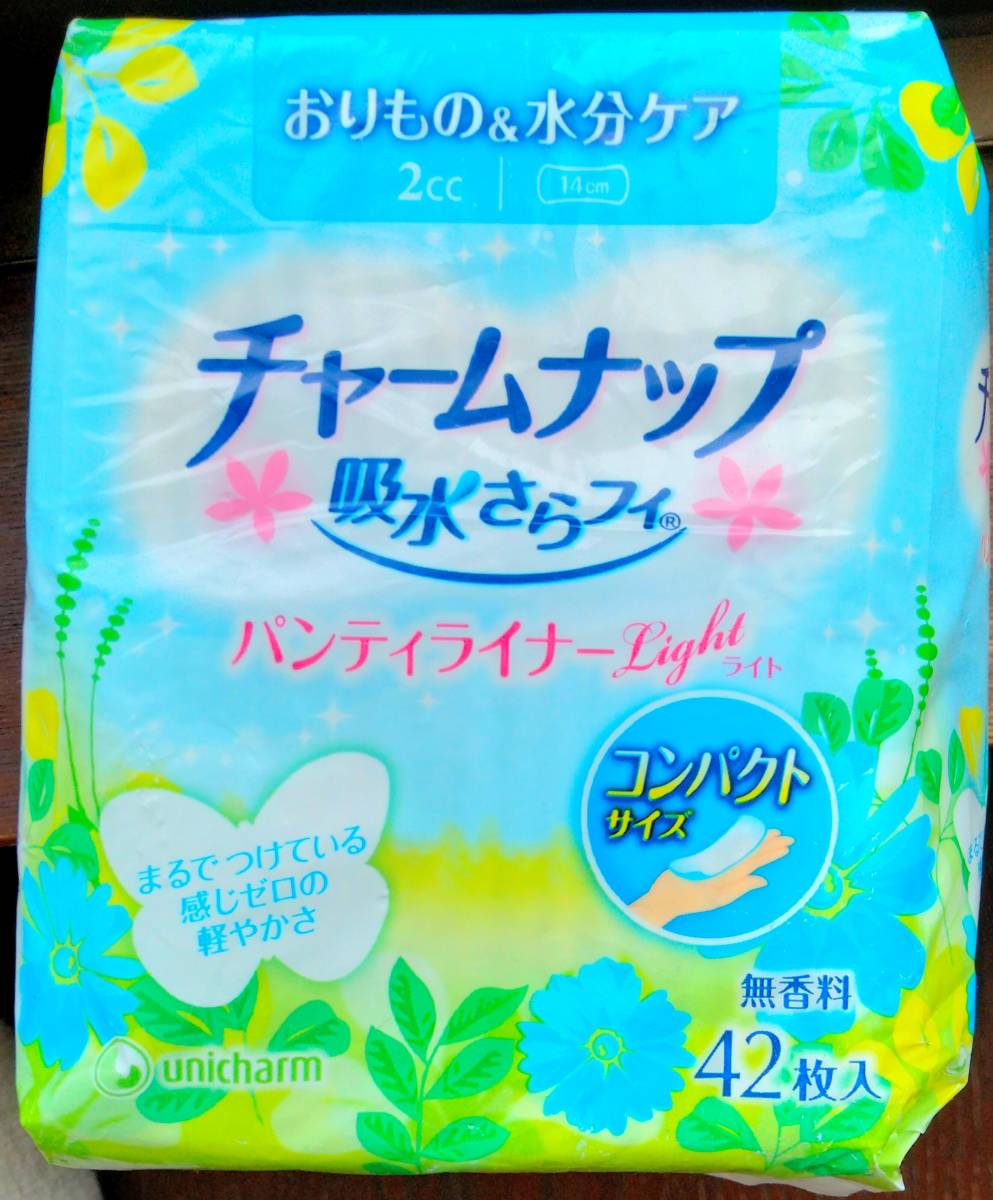 おりもの&水分ケア
2cc 14cm
チャームナップ
吸水さらフィ®
パンティライナーLight
ライト
コンパクト
サイズ
まるでつけている
感じゼロの
軽やかさ
無香料
42枚入
unicharm